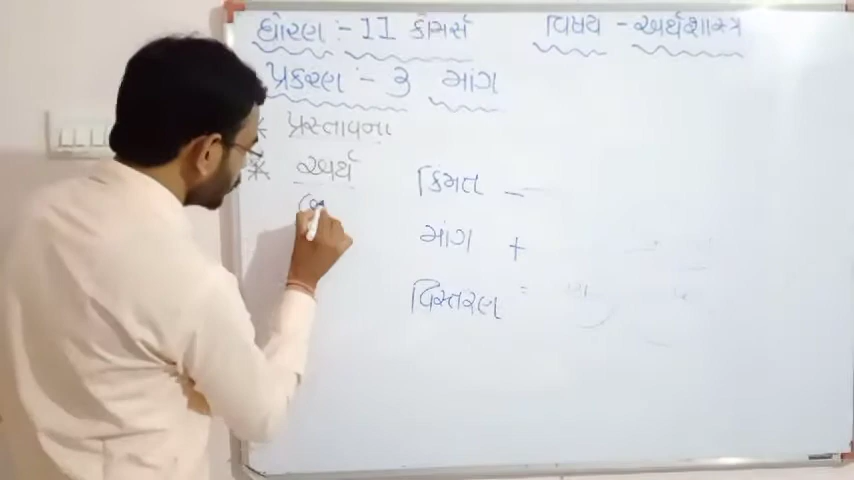 ધોરણ :- 11 કોમર્સ વિષય - અર્થશાસ્ત્ર
પ્રકરણ :- 3 માંગ
* પ્રસ્તાવના
* અર્થ
કિંમત -
માંગ +
વિસ્તરણ =